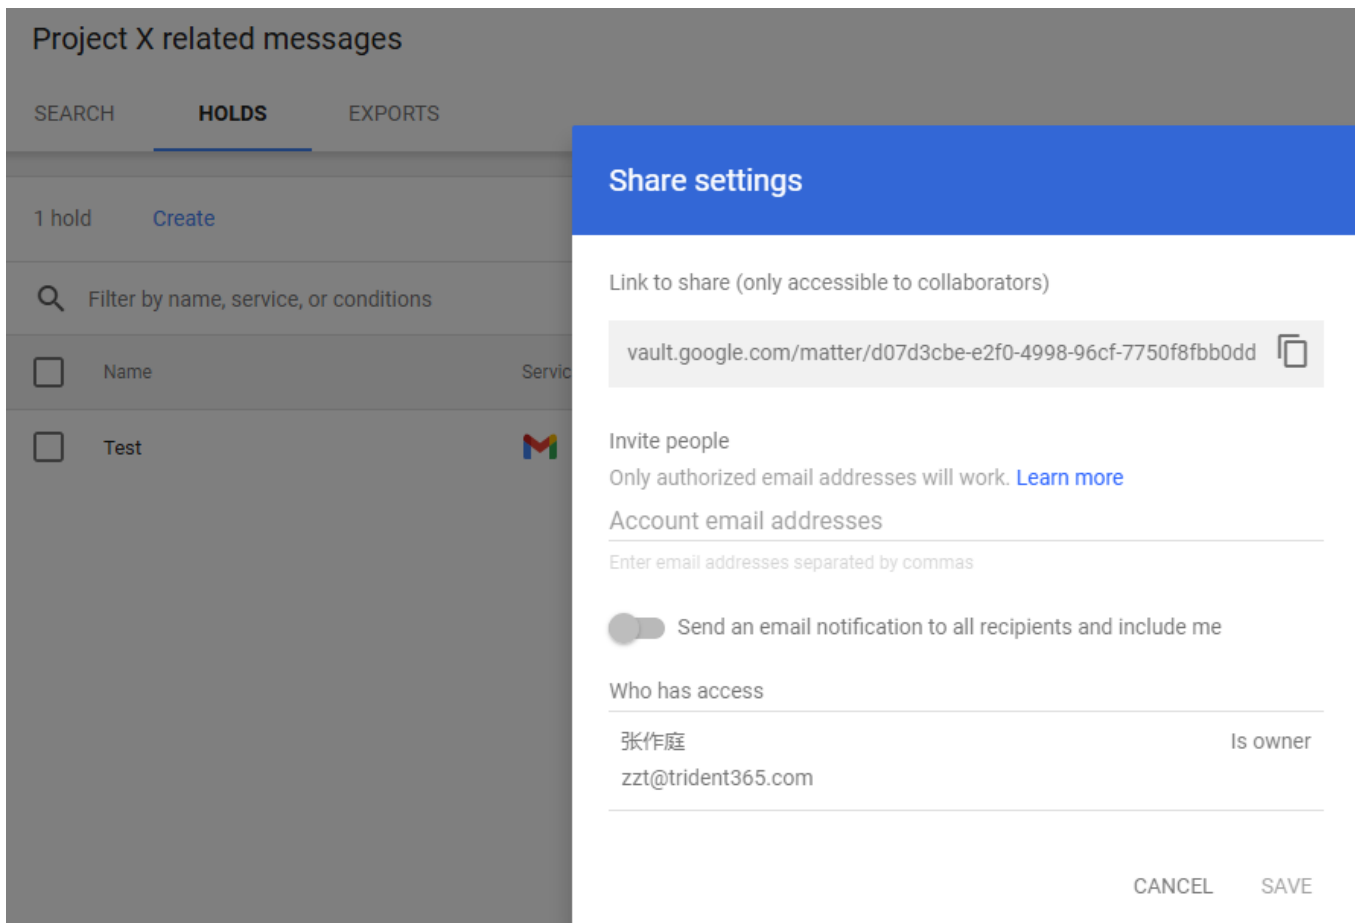 Project X related messages
SEARCH HOLDS EXPORTS
1 hold Create
Filter by name, service, or conditions
Name Servic
Test
Share settings
Link to share (only accessible to collaborators)
vault.google.com/matter/d07d3cbe-e2f0-4998-96cf-7750f8fbb0dd
Invite people
Only authorized email addresses will work. Learn more
Account email addresses
Enter email addresses separated by commas
Send an email notification to all recipients and include me
Who has access
张作庭 Is owner
zzt@trident365.com
CANCEL SAVE